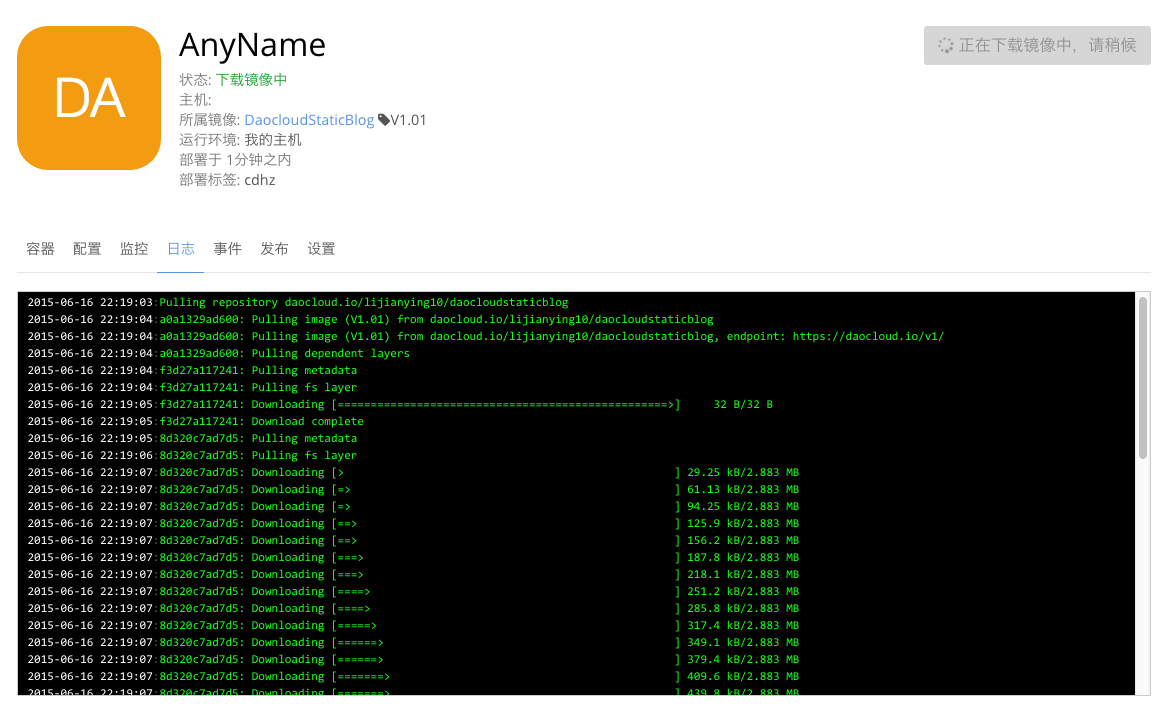 DA
AnyName
状态: 下载镜像中
主机:
所属镜像: DaocloudStaticBlog V1.01
运行环境: 我的主机
部署于 1分钟之内
部署标签: cdhz
正在下载镜像中，请稍候
容器 配置 监控 日志 事件 发布 设置
2015-06-16 22:19:03:Pulling repository daocloud.io/lijianying10/daocloudstaticblog
2015-06-16 22:19:04:a0a1329ad600: Pulling image (V1.01) from daocloud.io/lijianying10/daocloudstaticblog
2015-06-16 22:19:04:a0a1329ad600: Pulling image (V1.01) from daocloud.io/lijianying10/daocloudstaticblog, endpoint: https://daocloud.io/v1/
2015-06-16 22:19:04:a0a1329ad600: Pulling dependent layers
2015-06-16 22:19:04:f3d27a117241: Pulling metadata
2015-06-16 22:19:04:f3d27a117241: Pulling fs layer
2015-06-16 22:19:05:f3d27a117241: Downloading [==================================================>]     32 B/32 B
2015-06-16 22:19:05:f3d27a117241: Download complete
2015-06-16 22:19:05:8d320c7ad7d5: Pulling metadata
2015-06-16 22:19:06:8d320c7ad7d5: Pulling fs layer
2015-06-16 22:19:07:8d320c7ad7d5: Downloading [>                                                  ] 29.25 kB/2.883 MB
2015-06-16 22:19:07:8d320c7ad7d5: Downloading [=>                                                 ] 61.13 kB/2.883 MB
2015-06-16 22:19:07:8d320c7ad7d5: Downloading [=>                                                 ] 94.25 kB/2.883 MB
2015-06-16 22:19:07:8d320c7ad7d5: Downloading [==>                                                ] 125.9 kB/2.883 MB
2015-06-16 22:19:07:8d320c7ad7d5: Downloading [==>                                                ] 156.2 kB/2.883 MB
2015-06-16 22:19:07:8d320c7ad7d5: Downloading [===>                                               ] 187.8 kB/2.883 MB
2015-06-16 22:19:07:8d320c7ad7d5: Downloading [===>                                               ] 218.1 kB/2.883 MB
2015-06-16 22:19:07:8d320c7ad7d5: Downloading [====>                                              ] 251.2 kB/2.883 MB
2015-06-16 22:19:07:8d320c7ad7d5: Downloading [====>                                              ] 285.8 kB/2.883 MB
2015-06-16 22:19:07:8d320c7ad7d5: Downloading [=====>                                             ] 317.4 kB/2.883 MB
2015-06-16 22:19:07:8d320c7ad7d5: Downloading [======>                                            ] 349.1 kB/2.883 MB
2015-06-16 22:19:07:8d320c7ad7d5: Downloading [======>                                            ] 379.4 kB/2.883 MB
2015-06-16 22:19:07:8d320c7ad7d5: Downloading [=======>                                           ] 409.6 kB/2.883 MB
2015-06-16 22:19:07:8d320c7ad7d5: Downloading [=======>                                           ] 439.8 kB/2.883 MB